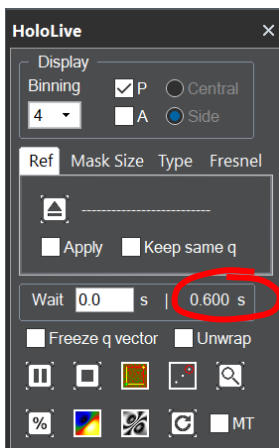 HoloLive ×
Display
Binning P Central
4 A Side
Ref Mask Size Type Fresnel
--------------------------
Apply Keep same q
Wait 0.0 s | 0.600 s
Freeze q vector Unwrap
% % MT